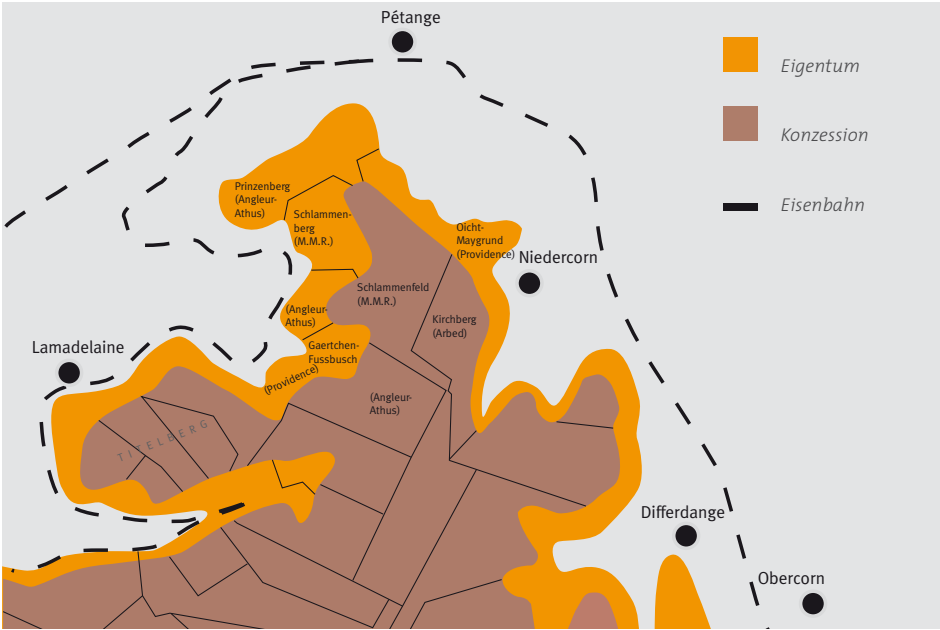 Pétange
Eigentum
Konzession
Eisenbahn
Prinzenberg
(Angleur-
Athus)
Schlammen-
berg
(M.M.R.)
Oicht-
Maygrund
(Providence)
Niedercorn
Schlammenfeld
(M.M.R.)
(Angleur-
Athus)
Kirchberg
(Arbed)
Gaertchen-
Fussbusch
(Providence)
Lamadelaine
(Angleur-
Athus)
TITELBERG
Differdange
Obercorn